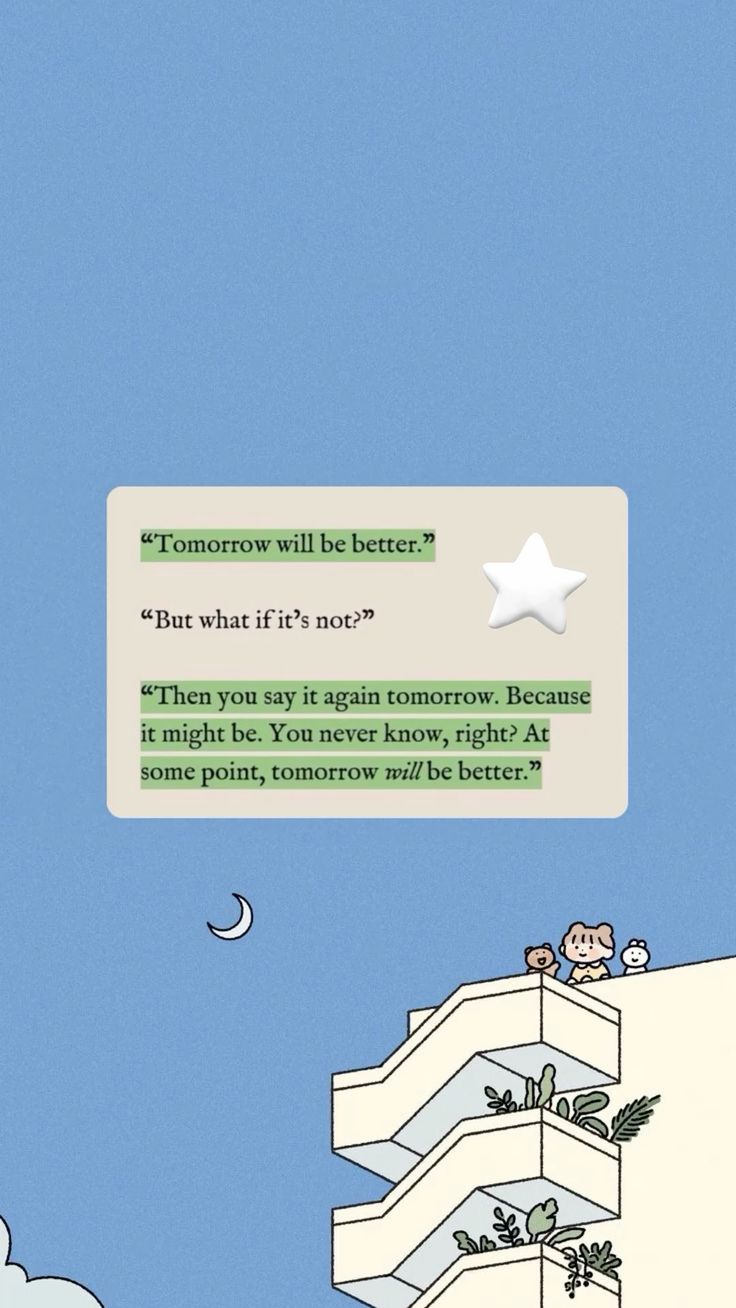 “Tomorrow will be better.”
“But what if it’s not?”
“Then you say it again tomorrow. Because
it might be. You never know, right? At
some point, tomorrow will be better.”